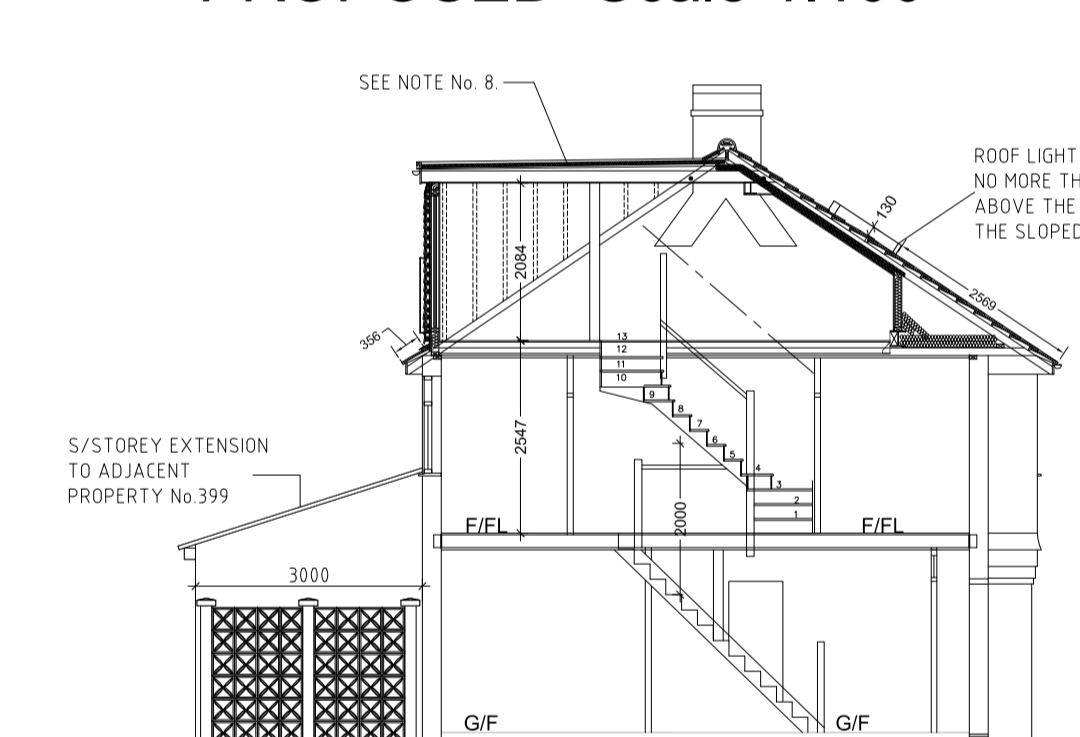 SEE NOTE No. 8.
ROOF LIGHT
NO MORE TH
ABOVE THE
THE SLOPED
130
2569
2084
356
13
12
11
10
9
8
7
6
5
4
3
2
1
2547
S/STOREY EXTENSION
TO ADJACENT
PROPERTY No.399
2000
F/FL
F/FL
3000
G/F
G/F